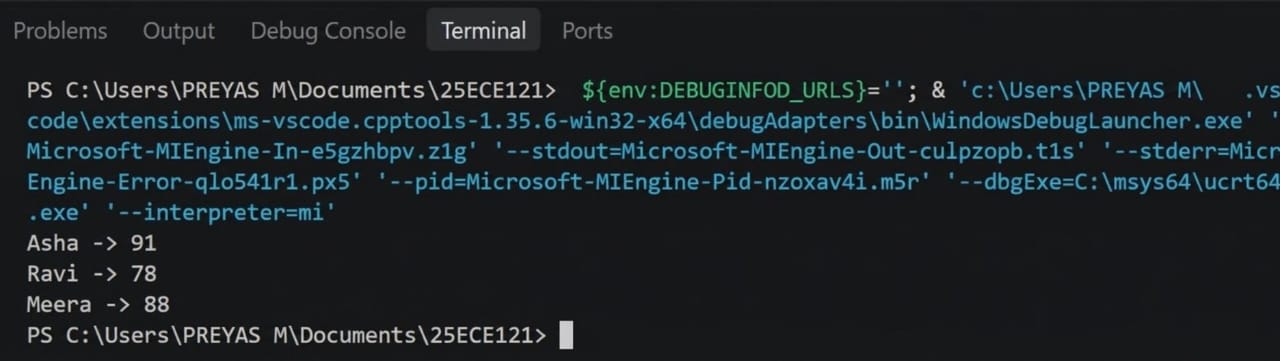 Problems Output Debug Console Terminal Ports
PS C:\Users\PREYAS M\Documents\25ECE121> ${env:DEBUGINFOD_URLS}=''; & 'c:\Users\PREYAS M\ .vs
code\extensions\ms-vscode.cpptools-1.35.6-win32-x64\debugAdapters\bin\WindowsDebugLauncher.exe' '
Microsoft-MIEngine-In-e5gzhbpv.z1g' '--stdout=Microsoft-MIEngine-Out-culpzopb.t1s' '--stderr=Micr
Engine-Error-qlo541r1.px5' '--pid=Microsoft-MIEngine-Pid-nzoxav4i.m5r' '--dbgExe=C:\msys64\ucrt64
.exe' '--interpreter=mi'
Asha -> 91
Ravi -> 78
Meera -> 88
PS C:\Users\PREYAS M\Documents\25ECE121>